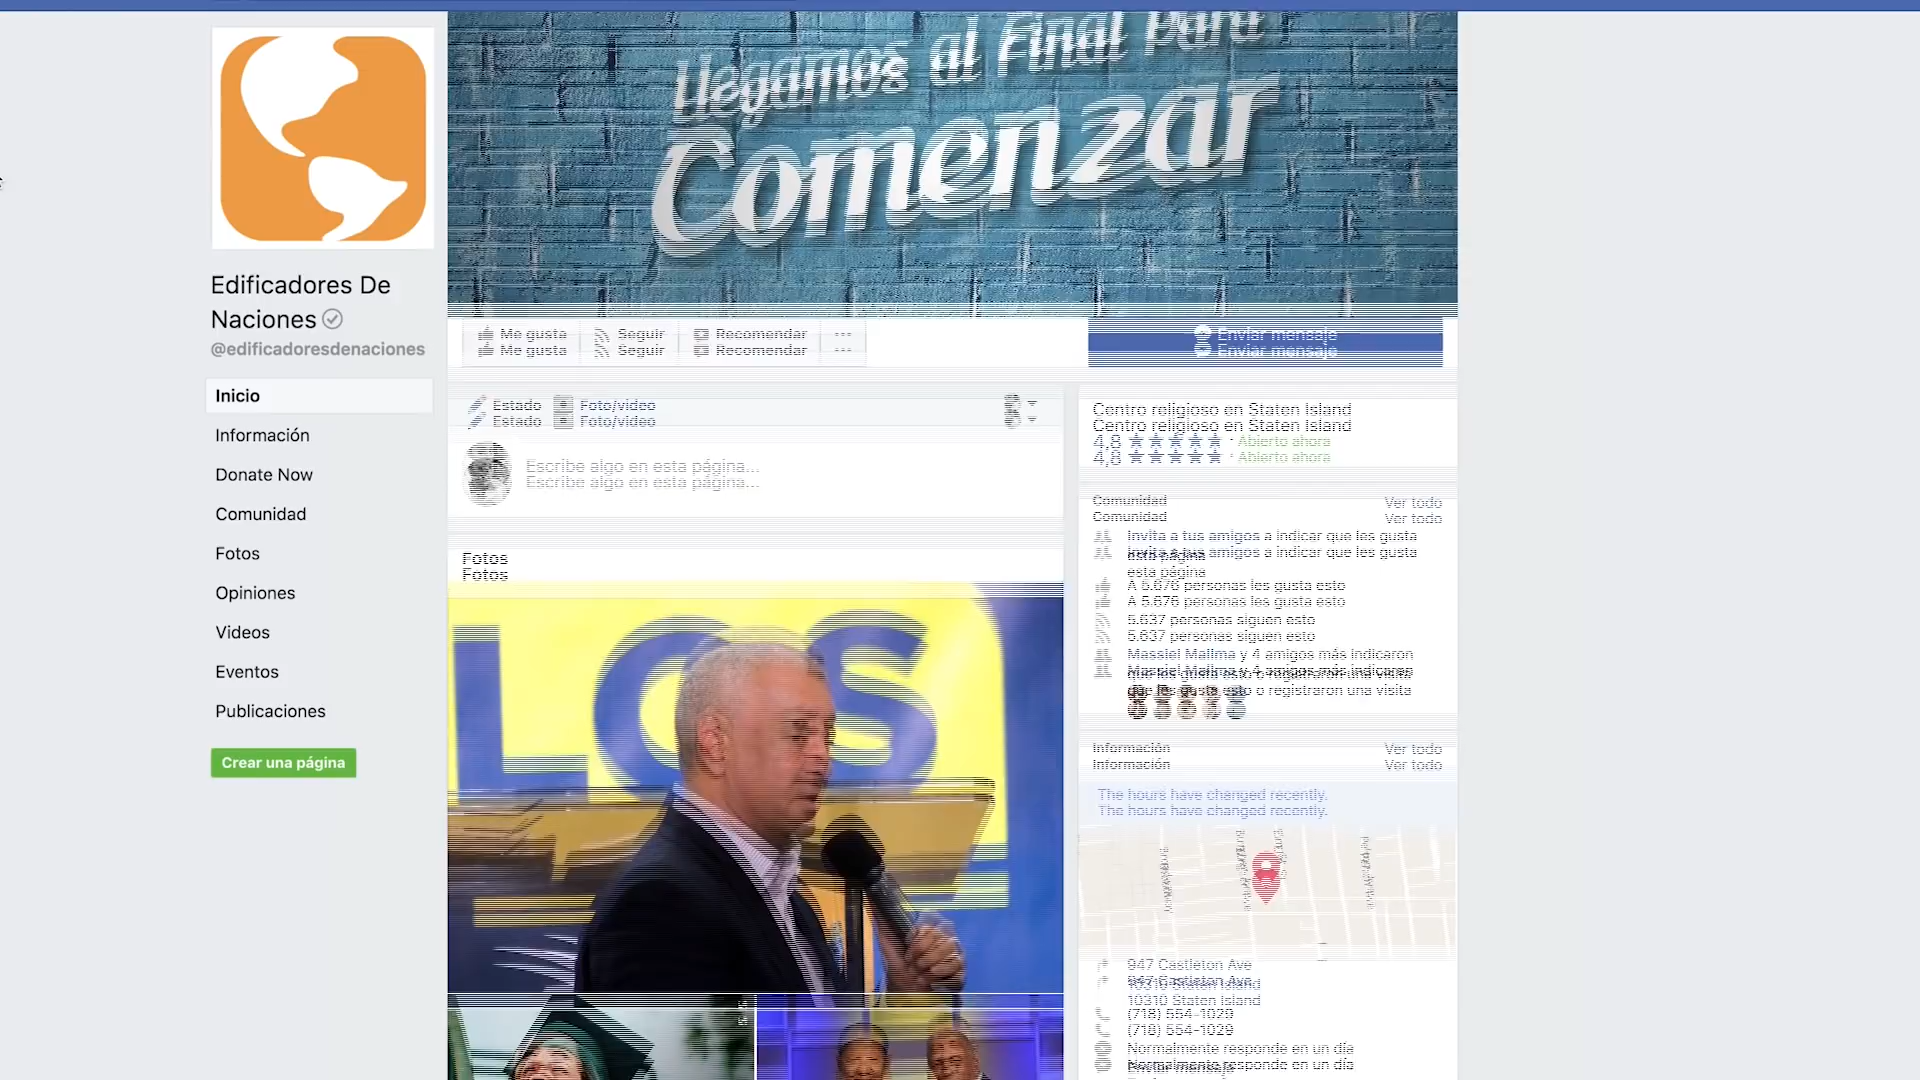 Llegamos al Final Para
Comenzar
Edificadores De
Naciones
@edificadoresdenaciones
Inicio
Información
Donate Now
Comunidad
Fotos
Opiniones
Videos
Eventos
Publicaciones
Crear una página
Me gusta Seguir Recomendar ...
Enviar mensaje
Estado Foto/video
Escribe algo en esta página...
Fotos
LOS
Centro religioso en Staten Island
4,8 ★★★★★ · Abierto ahora
Comunidad Ver todo
Invita a tus amigos a indicar que les gusta
esta página
A 5.676 personas les gusta esto
5.637 personas siguen esto
Massiel Mallma y 4 amigos más indicaron
que les gusta esto o registraron una visita
Información Ver todo
The hours have changed recently.
947 Castleton Ave
10310 Staten Island
(718) 554-1029
Normalmente responde en un día
Enviar mensaje